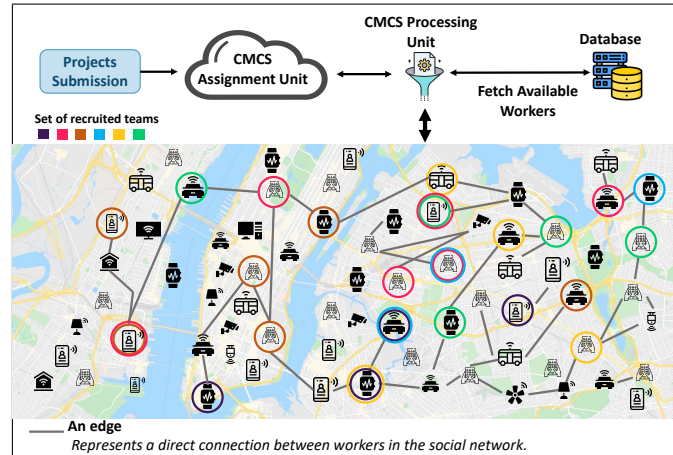 Projects
Submission
CMCS
Assignment Unit
CMCS Processing
Unit
Database
Fetch Available
Workers
Set of recruited teams
An edge
Represents a direct connection between workers in the social network.